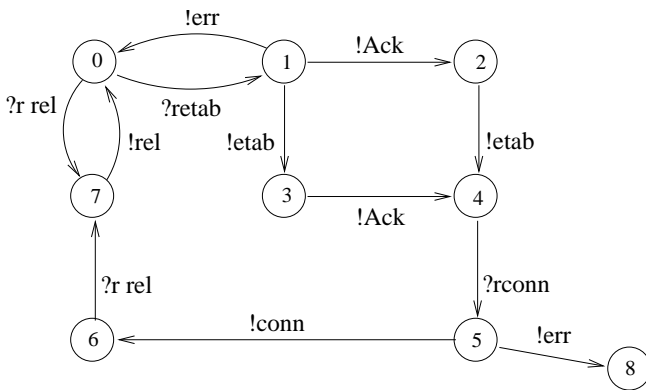 !err
!Ack
0
1
2
?r rel
?retab
!rel
!etab
!etab
7
3
4
!Ack
?r rel
?rconn
!conn
!err
6
5
8